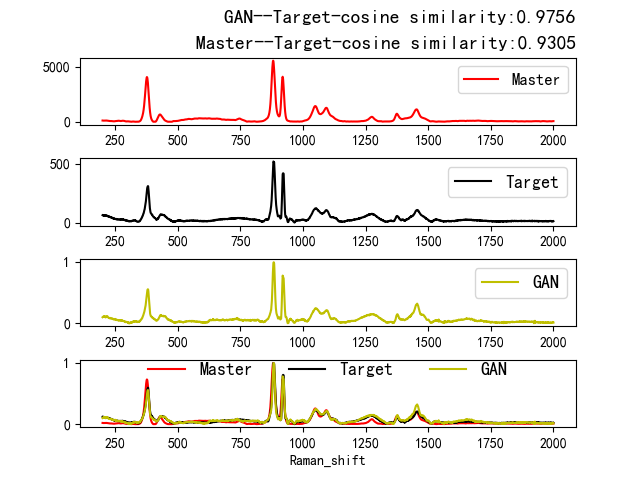 GAN--Target-cosine similarity:0.9756
Master--Target-cosine similarity:0.9305
5000
0
Master
250 500 750 1000 1250 1500 1750 2000
500
0
Target
250 500 750 1000 1250 1500 1750 2000
1
0
GAN
250 500 750 1000 1250 1500 1750 2000
1
0
Master Target GAN
250 500 750 1000 1250 1500 1750 2000
Raman_shift